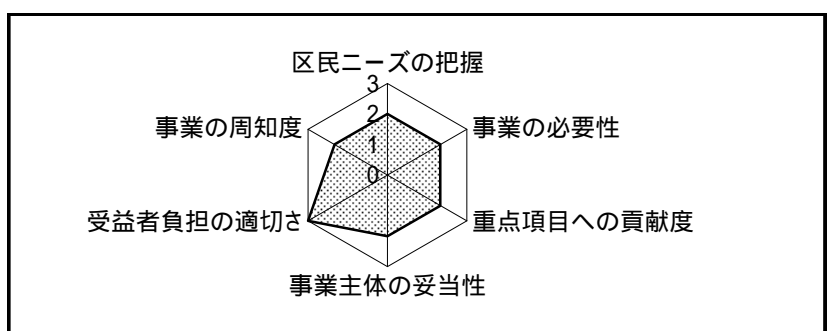 区民ニーズの把握
3
2
1
0
事業の必要性
重点項目への貢献度
事業主体の妥当性
受益者負担の適切さ
事業の周知度